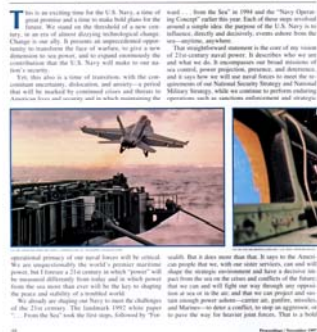 This is an exciting time for the U.S. Navy, a time of
great promise and a time to make bold plans for the
future. We stand on the threshold of a new cen-
tury, in an era of almost dizzying technological change.
Change is our ally. It presents an unprecedented oppor-
tunity to transform the face of warfare, to give a new
dimension to sea power, and to expand enormously the
contribution that the U.S. Navy will make to our na-
tion's security.
Yet, this also is a time of transition, with the con-
comitant uncertainty, dislocation, and anxiety—a period
that will be marked by continued crises and threats to
American lives and security and in which maintaining the
operational primacy of our naval forces will be critical.
We are unquestionably the world's premier maritime
power, but I foresee a 21st century in which "power" will
be measured differently from today and in which power
from the sea more than ever will be the key to shaping
the peace and stability of a troubled world.
We already are shaping our Navy to meet the challenges
of the 21st century. The landmark 1992 white paper
". . . From the Sea" took the first steps, followed by "For-
ward . . . from the Sea" in 1994 and the "Navy Operat-
ing Concept" earlier this year. Each of these steps revolved
around a simple idea: the purpose of the U.S. Navy is to
influence, directly and decisively, events ashore from the
sea—anytime, anywhere.
That straightforward statement is the core of my vision
of 21st-century naval power. It describes who we are
and what we do. It encompasses our broad missions of
sea control, power projection, presence, and deterrence,
and it says how we will use naval forces to meet the re-
quirements of our National Security Strategy and National
Military Strategy, while we continue to perform enduring
operations such as sanctions enforcement and strategic
sealift. But it does more than that. It says to the Ameri-
can people that we, with our sister services, can and will
shape the strategic environment and have a decisive im-
pact from the sea on the crises and conflicts of the future;
that we can and will fight our way through any opposi-
tion at sea or in the air; and that we can project and sus-
tain enough power ashore—carrier air, gunfire, missiles,
and Marines—to deter a conflict, to stop an aggressor, or
to pave the way for heavier joint forces. That is a bold
Proceedings / November 1997